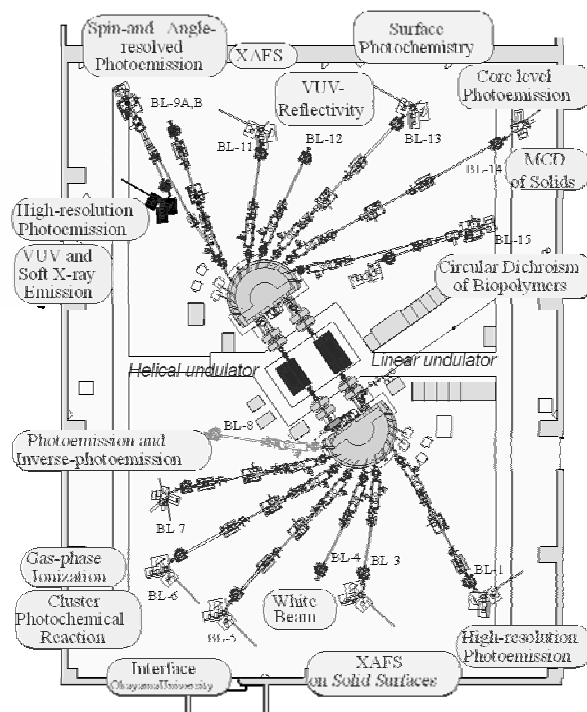 Spin-and Angle-
resolved
Photoemission
XAFS
Surface
Photochemistry
VUV-
Reflectivity
Core level
Photoemission
BL-9A,B
BL-11
BL-12
BL-13
BL-14
MCD
of Solids
High-resolution
Photoemission
BL-15
VUV and
Soft X-ray
Emission
Circular Dichroism
of Biopolymers
Helical undulator
Linear undulator
BL-8
Photoemission and
Inverse-photoemission
BL-7
BL-4
BL-3
BL-1
Gas-phase
Ionization
BL-6
Cluster
Photochemical
Reaction
BL-5
White
Beam
High-resolution
Photoemission
Interface
OkayamaUniversity
XAFS
on Solid Surfaces